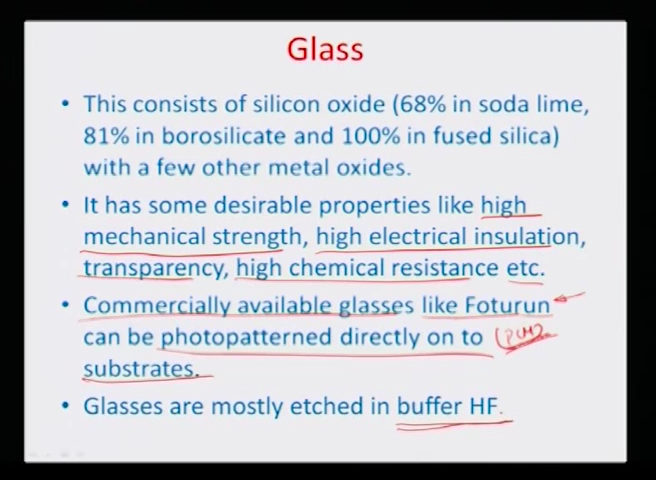 Glass
• This consists of silicon oxide (68% in soda lime,
81% in borosilicate and 100% in fused silica)
with a few other metal oxides.
• It has some desirable properties like high
mechanical strength, high electrical insulation,
transparency, high chemical resistance etc.
• Commercially available glasses like Foturun
can be photopatterned directly on to
substrates.
• Glasses are mostly etched in buffer HF.